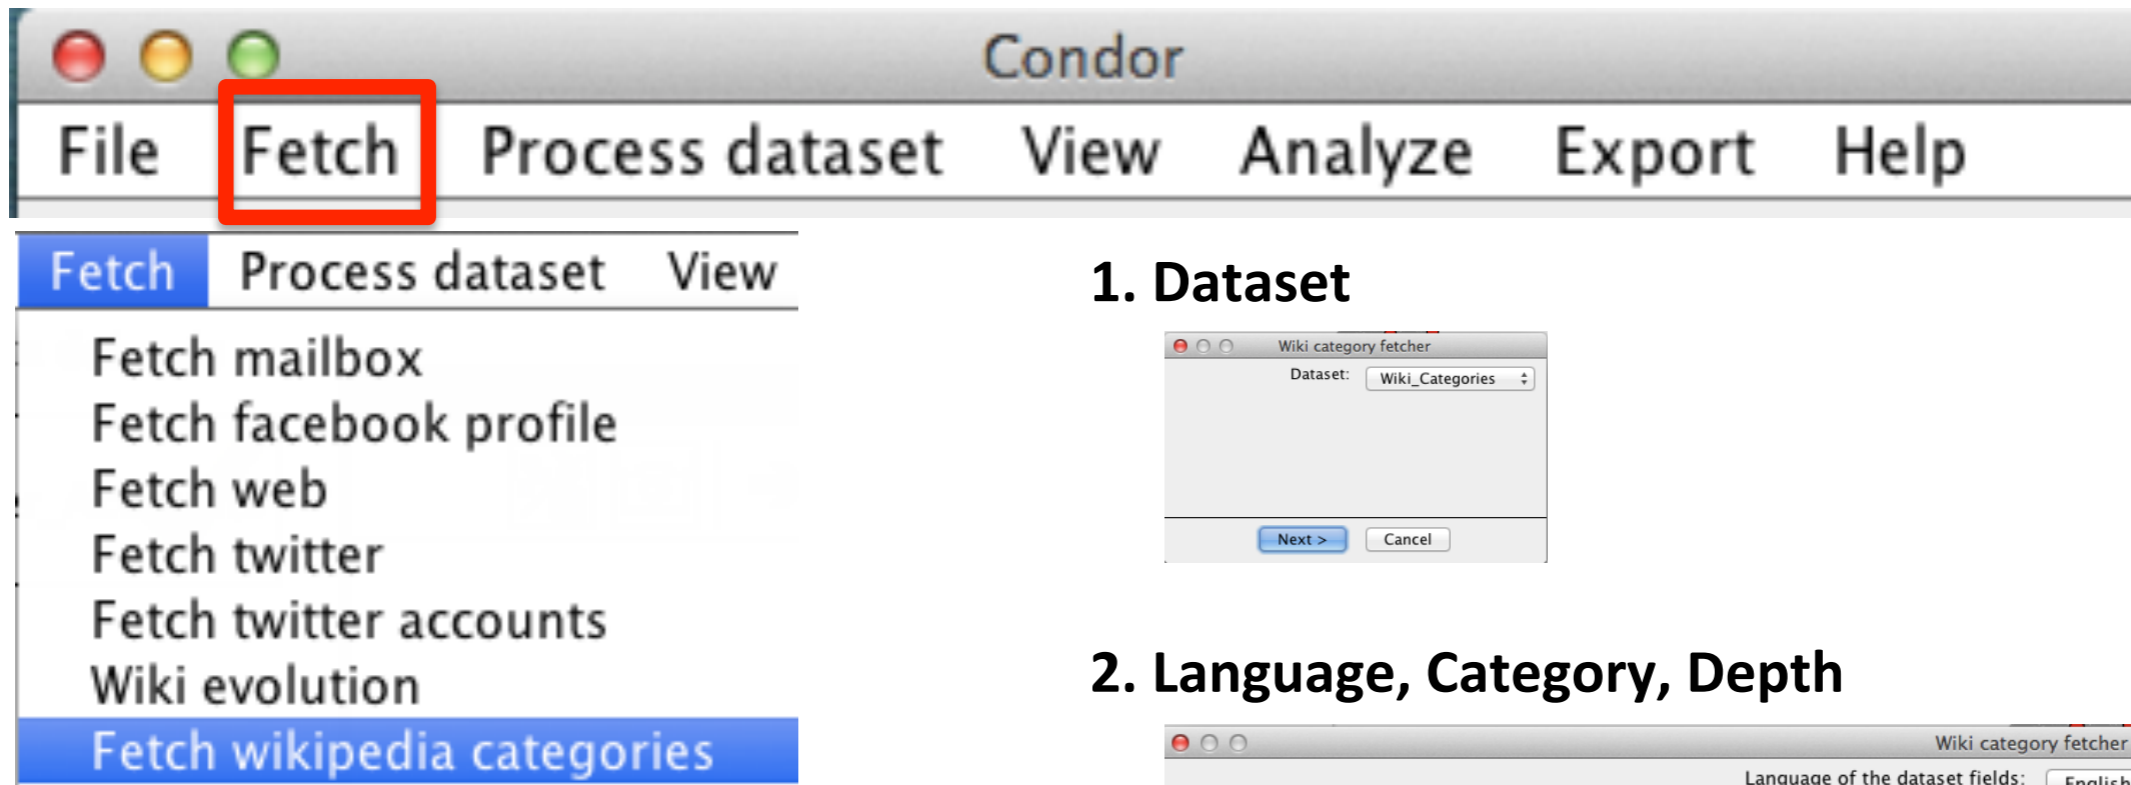 Condor
File Fetch Process dataset View Analyze Export Help
Fetch Process dataset View
Fetch mailbox
Fetch facebook profile
Fetch web
Fetch twitter
Fetch twitter accounts
Wiki evolution
Fetch wikipedia categories
1. Dataset
Wiki category fetcher
Dataset: Wiki_Categories
Next > Cancel
2. Language, Category, Depth
Wiki category fetcher
Language of the dataset fields: English